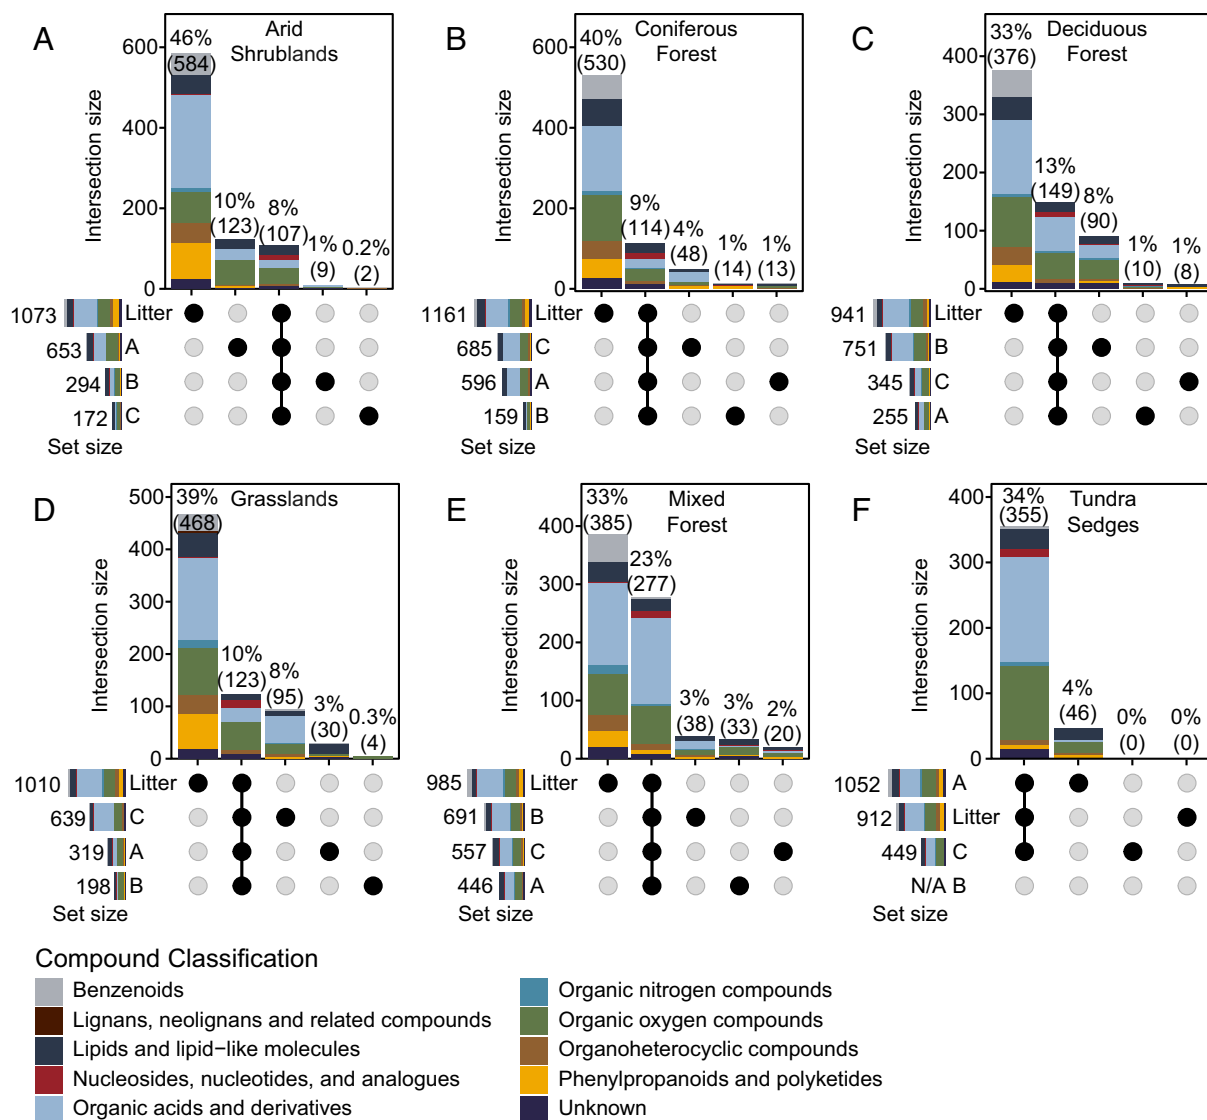 A
Arid
Shrublands
Intersection size
600
400
200
0
46%
(584)
10%
(123)
8%
(107)
1%
(9)
0.2%
(2)
1073 Litter
653 A
294 B
172 C
Set size
B
Coniferous
Forest
Intersection size
600
400
200
0
40%
(530)
9%
(114)
4%
(48)
1%
(14)
1%
(13)
1161 Litter
685 C
596 A
159 B
Set size
C
Deciduous
Forest
Intersection size
400
300
200
100
0
33%
(376)
13%
(149)
8%
(90)
1%
(10)
1%
(8)
941 Litter
751 B
345 C
255 A
Set size
D
Grasslands
Intersection size
500
400
300
200
100
0
39%
(468)
10%
(123)
8%
(95)
3%
(30)
0.3%
(4)
1010 Litter
639 C
319 A
198 B
Set size
E
Mixed
Forest
Intersection size
400
300
200
100
0
33%
(385)
23%
(277)
3%
(38)
3%
(33)
2%
(20)
985 Litter
691 B
557 C
446 A
Set size
F
Tundra
Sedges
Intersection size
400
300
200
100
0
34%
(355)
4%
(46)
0%
(0)
0%
(0)
1052 A
912 Litter
449 C
N/A B
Set size
Compound Classification
Benzenoids
Lignans, neolignans and related compounds
Lipids and lipid−like molecules
Nucleosides, nucleotides, and analogues
Organic acids and derivatives
Organic nitrogen compounds
Organic oxygen compounds
Organoheterocyclic compounds
Phenylpropanoids and polyketides
Unknown